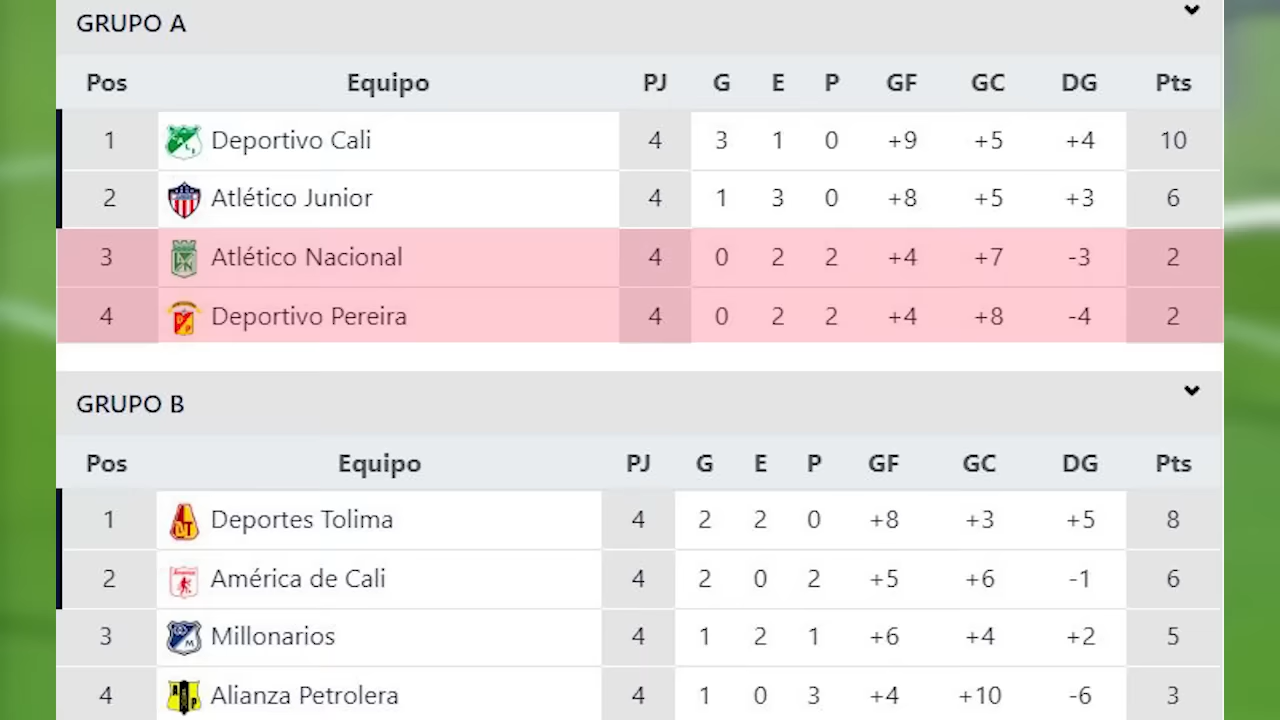 GRUPO A
Pos Equipo PJ G E P GF GC DG Pts
1 Deportivo Cali 4 3 1 0 +9 +5 +4 10
2 Atlético Junior 4 1 3 0 +8 +5 +3 6
3 Atlético Nacional 4 0 2 2 +4 +7 -3 2
4 Deportivo Pereira 4 0 2 2 +4 +8 -4 2
GRUPO B
Pos Equipo PJ G E P GF GC DG Pts
1 Deportes Tolima 4 2 2 0 +8 +3 +5 8
2 América de Cali 4 2 0 2 +5 +6 -1 6
3 Millonarios 4 1 2 1 +6 +4 +2 5
4 Alianza Petrolera 4 1 0 3 +4 +10 -6 3